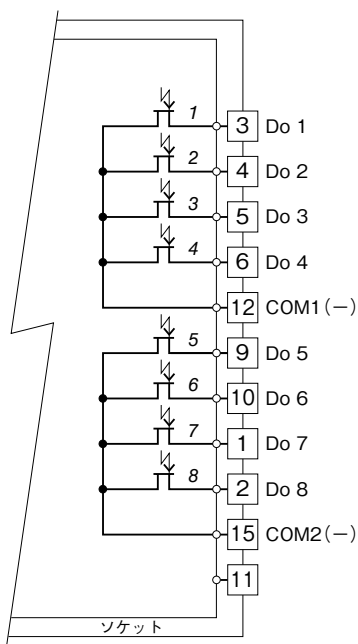 1 3 Do 1
2 4 Do 2
3 5 Do 3
4 6 Do 4
12 COM1(−)
5 9 Do 5
6 10 Do 6
7 1 Do 7
8 2 Do 8
15 COM2(−)
11
ソケット